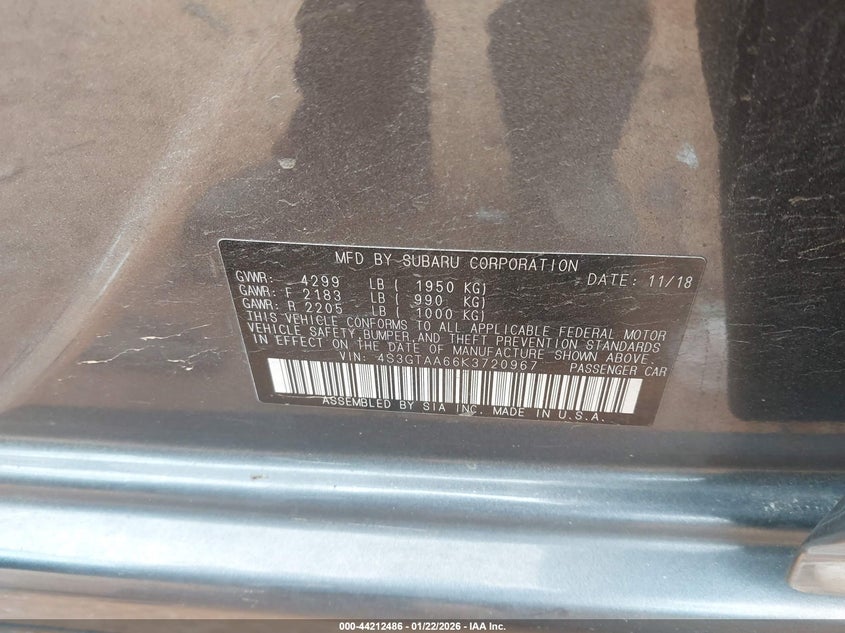 MFD BY SUBARU CORPORATION
GVWR: 4299 LB ( 1950 KG) DATE: 11/18
GAWR: F 2183 LB ( 990 KG)
GAWR: R 2205 LB ( 1000 KG)
THIS VEHICLE CONFORMS TO ALL APPLICABLE FEDERAL MOTOR
VEHICLE SAFETY, BUMPER, AND THEFT PREVENTION STANDARDS
IN EFFECT ON THE DATE OF MANUFACTURE SHOWN ABOVE.
VIN: 4S3GTAA66K3720967 PASSENGER CAR
ASSEMBLED BY SIA INC. MADE IN U.S.A.
000-44212486 - 01/22/2026 - IAA Inc.